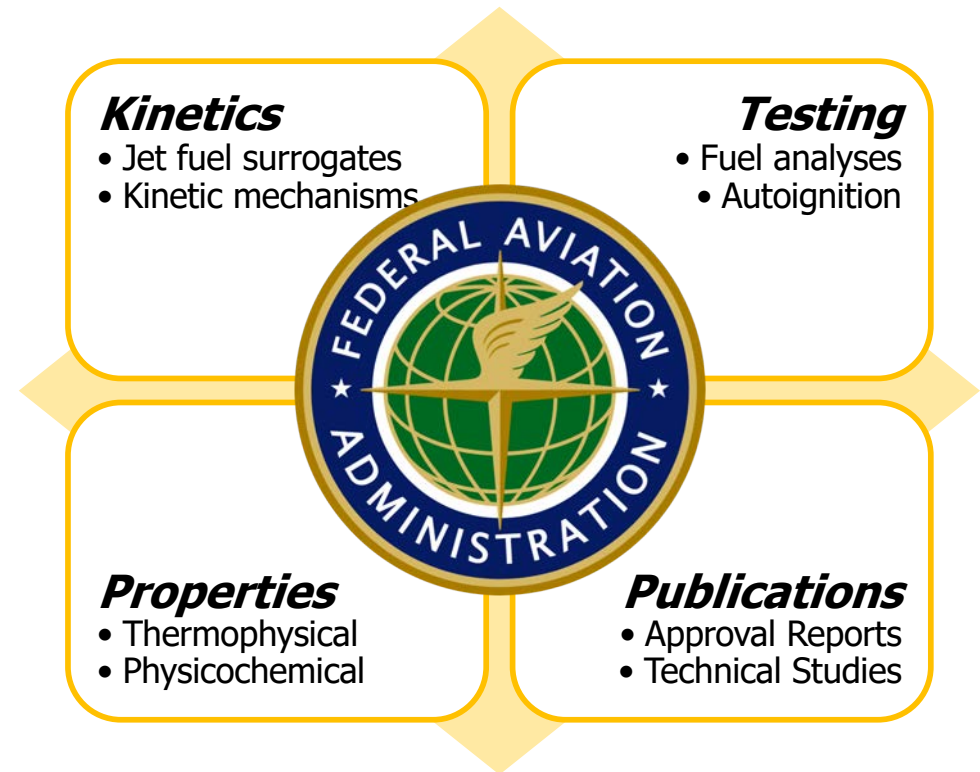 Kinetics
• Jet fuel surrogates
• Kinetic mechanisms
Testing
• Fuel analyses
• Autoignition
FEDERAL AVIATION
ADMINISTRATION
Properties
• Thermophysical
• Physicochemical
Publications
• Approval Reports
• Technical Studies